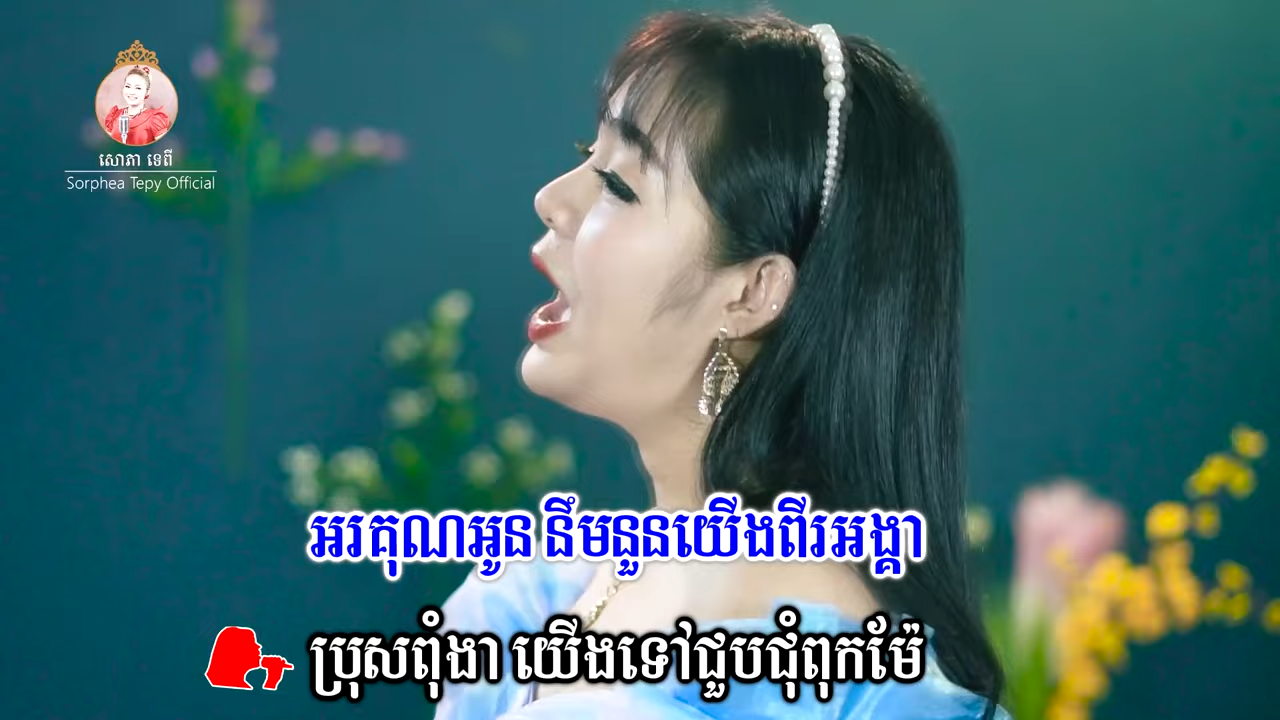 សោភា ទេពី
Sorphea Tepy Official
អរគុណអូន នឹមនួនយើងពីរអង្គា
ប្រុសពុំងា យើងទៅជួបជុំពុកម៉ែ